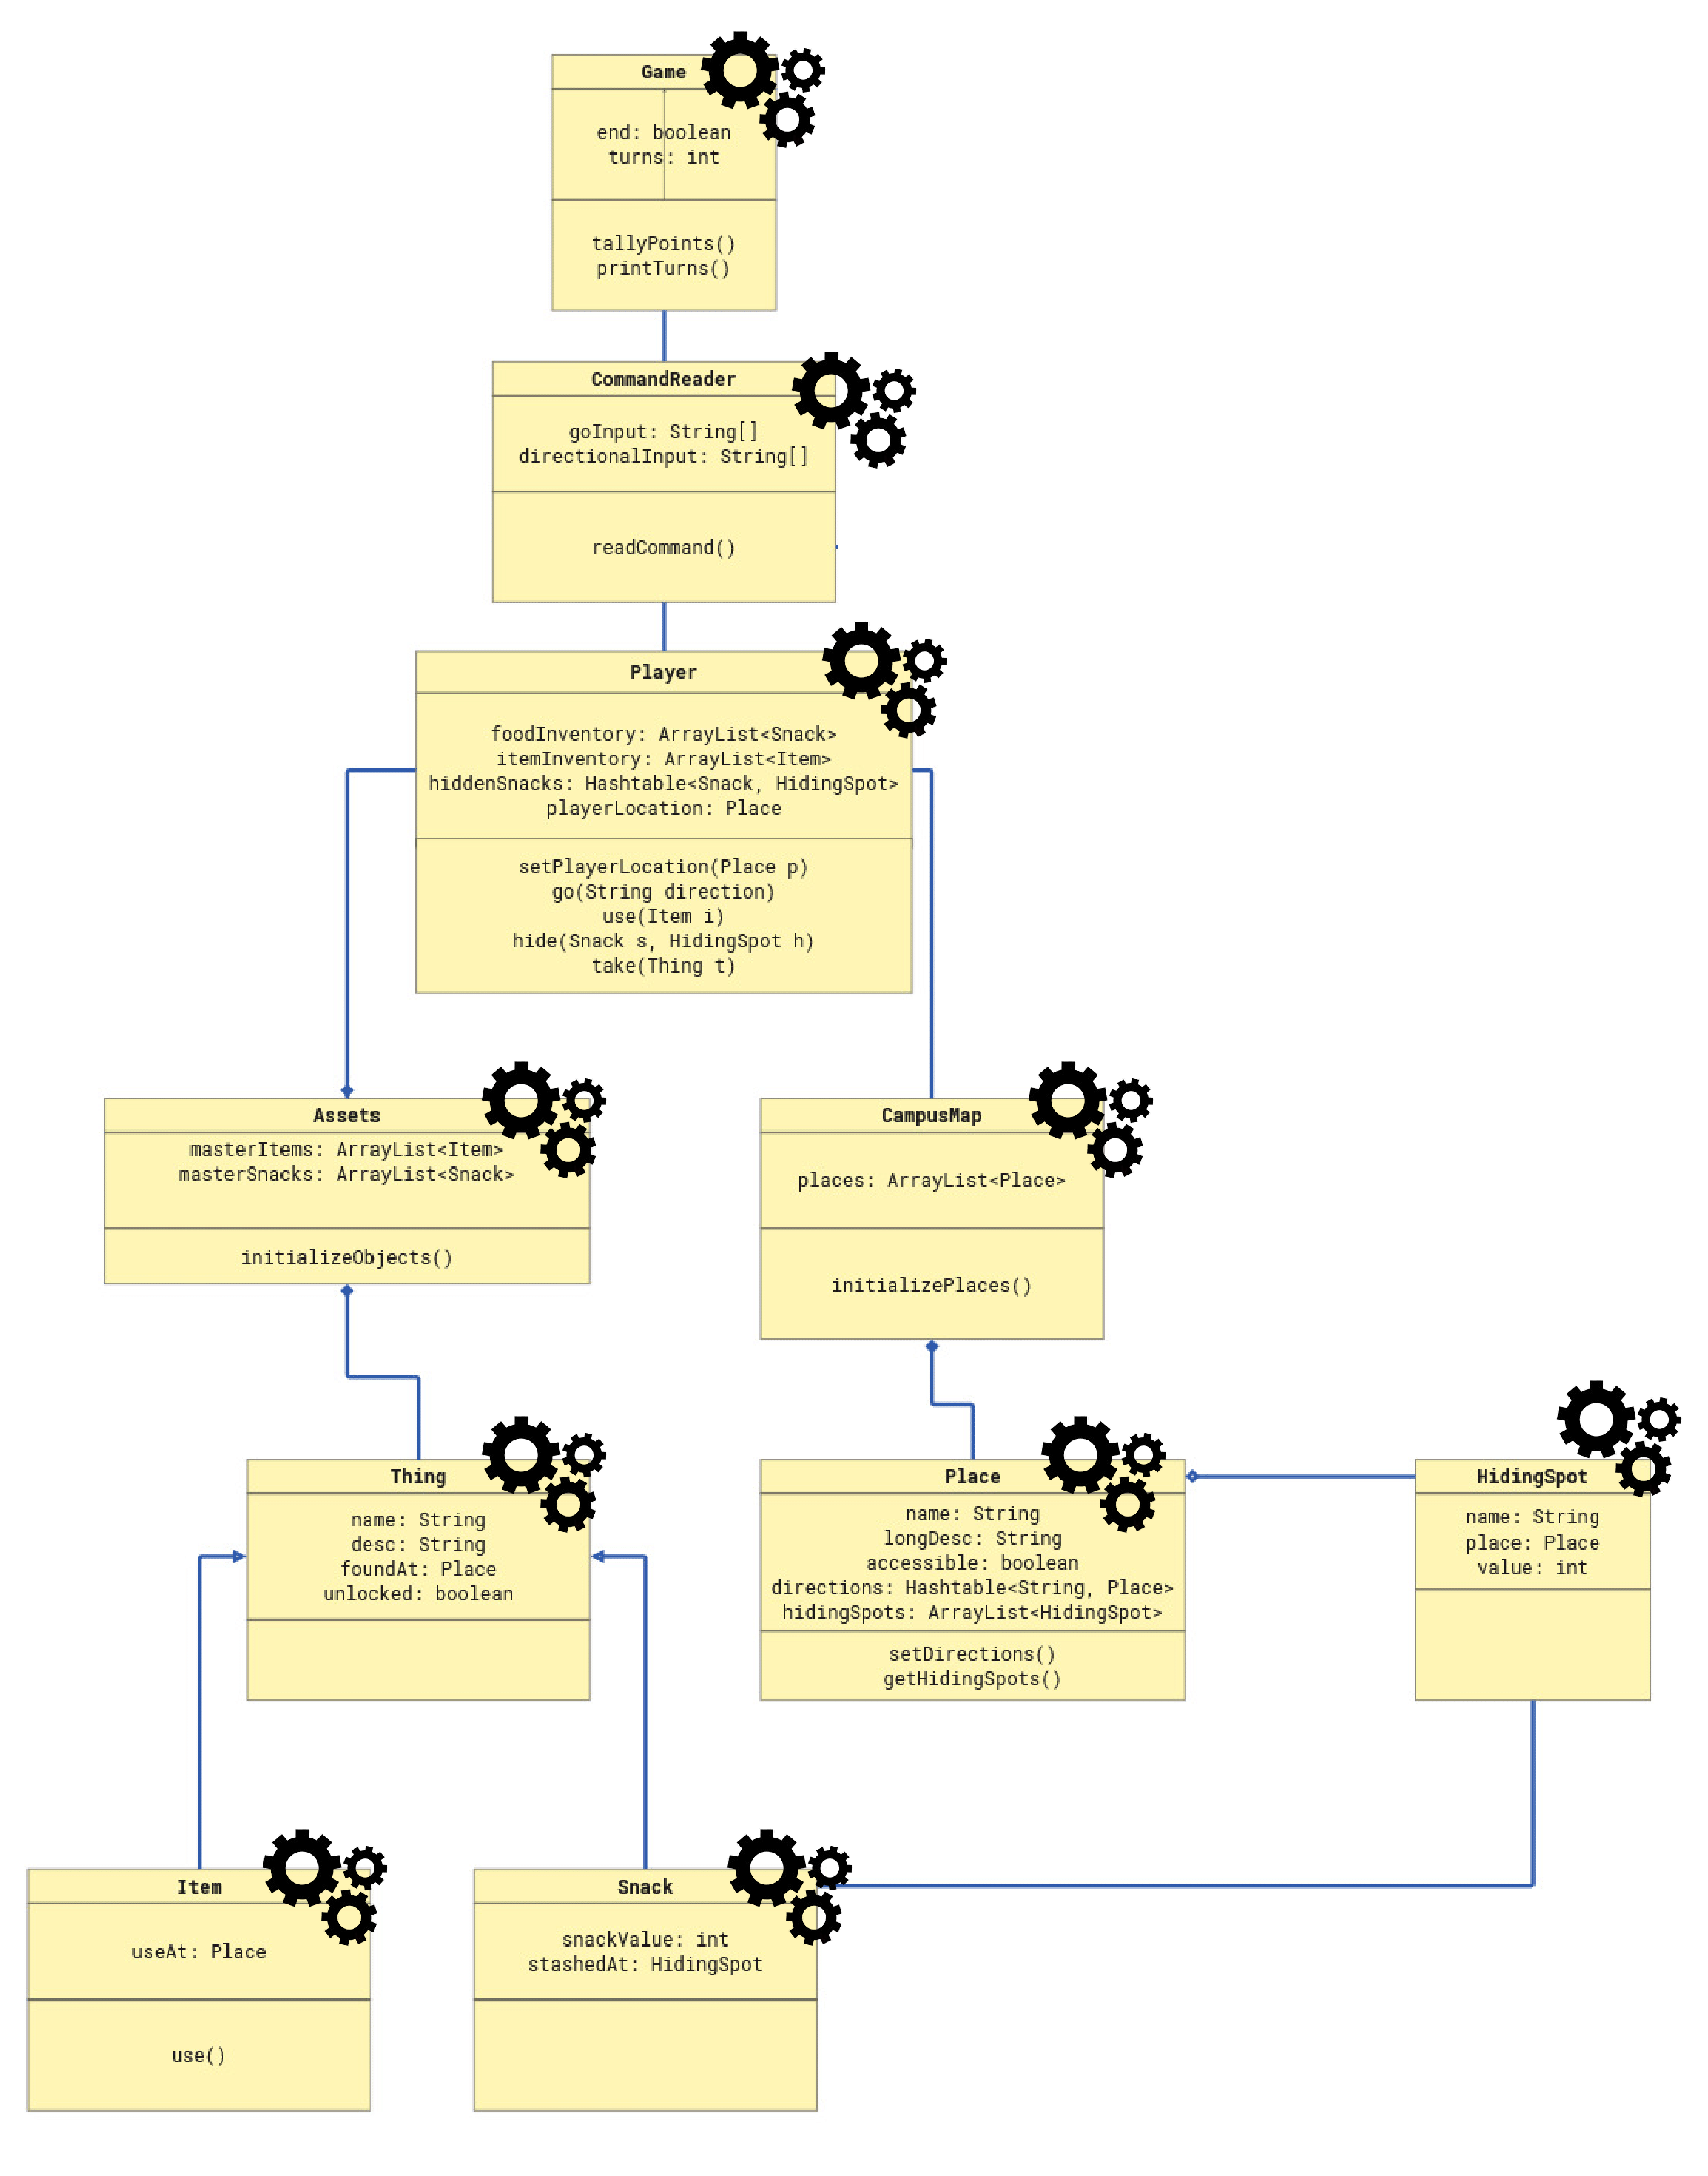 Game
end: boolean
turns: int
tallyPoints()
printTurns()
CommandReader
goInput: String[]
directionalInput: String[]
readCommand()
Player
foodInventory: ArrayList<Snack>
itemInventory: ArrayList<Item>
hiddenSnacks: Hashtable<Snack, HidingSpot>
playerLocation: Place
setPlayerLocation(Place p)
go(String direction)
use(Item i)
hide(Snack s, HidingSpot h)
take(Thing t)
Assets
masterItems: ArrayList<Item>
masterSnacks: ArrayList<Snack>
initializeObjects()
CampusMap
places: ArrayList<Place>
initializePlaces()
Thing
name: String
desc: String
foundAt: Place
unlocked: boolean
Place
name: String
longDesc: String
accessible: boolean
directions: Hashtable<String, Place>
hidingSpots: ArrayList<HidingSpot>
setDirections()
getHidingSpots()
HidingSpot
name: String
place: Place
value: int
Item
useAt: Place
use()
Snack
snackValue: int
stashedAt: HidingSpot